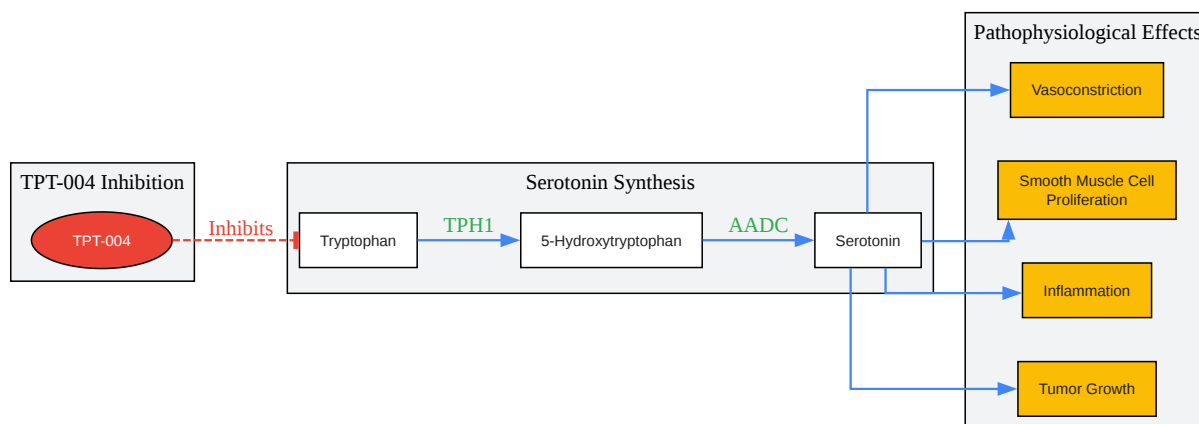 TPT-004 Inhibition
TPT-004
Inhibits
Serotonin Synthesis
Tryptophan
TPH1
5-Hydroxytryptophan
AADC
Serotonin
Pathophysiological Effects
Vasoconstriction
Smooth Muscle Cell
Proliferation
Inflammation
Tumor Growth